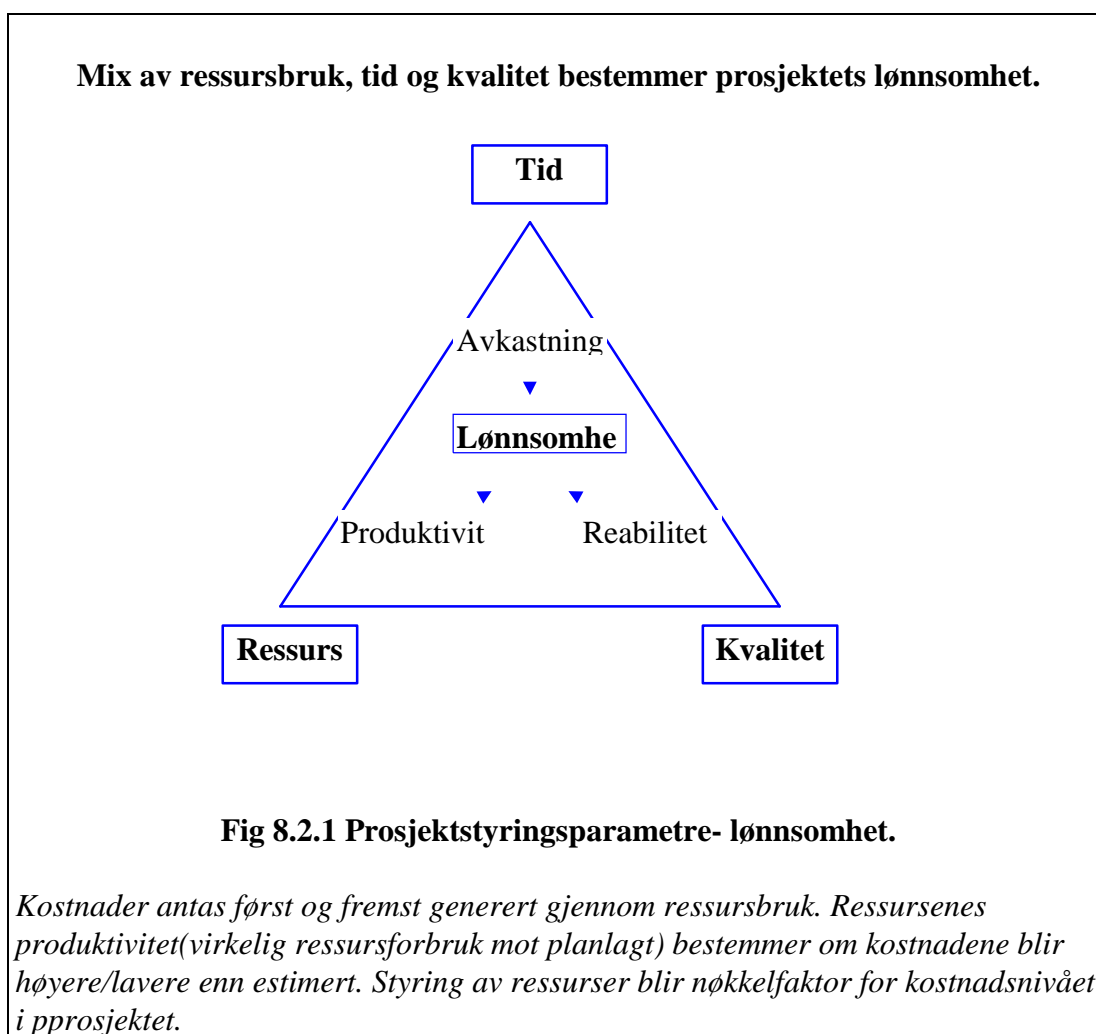 Mix av ressursbruk, tid og kvalitet bestemmer prosjektets lønnsomhet.
Tid
Avkastning
Lønnsomhe
Produktivit Reabilitet
Ressurs Kvalitet
Fig 8.2.1 Prosjektstyringsparametre- lønnsomhet.
Kostnader antas først og fremst generert gjennom ressursbruk. Ressursenes
produktivitet(virkelig ressursforbruk mot planlagt) bestemmer om kostnadene blir
høyere/lavere enn estimert. Styring av ressurser blir nøkkelfaktor for kostnadsnivået
i pprosjektet.